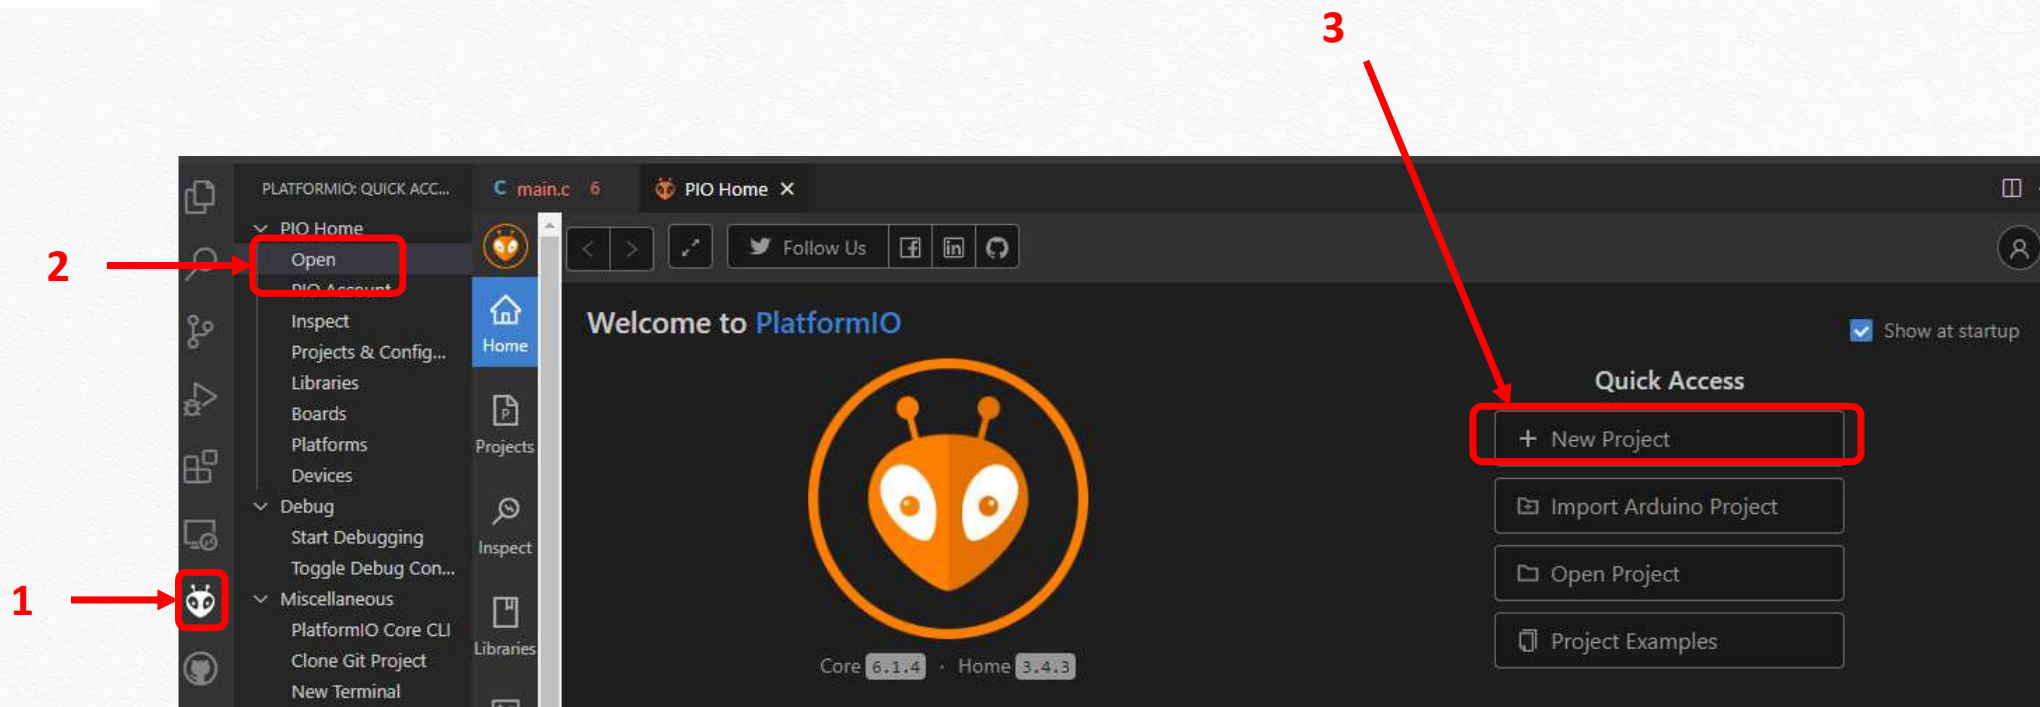 3
PLATFORMIO: QUICK ACC...
C main.c 6
PIO Home
PIO Home
2
Open
Follow Us
PIO Account
Inspect
Projects & Config...
Libraries
Boards
Platforms
Devices
Debug
Start Debugging
Toggle Debug Con...
1
Miscellaneous
PlatformIO Core CLI
Clone Git Project
New Terminal
Home
Projects
Inspect
Libraries
Welcome to PlatformIO
Show at startup
Quick Access
+ New Project
Import Arduino Project
Open Project
Project Examples
Core 6.1.4 · Home 3.4.3